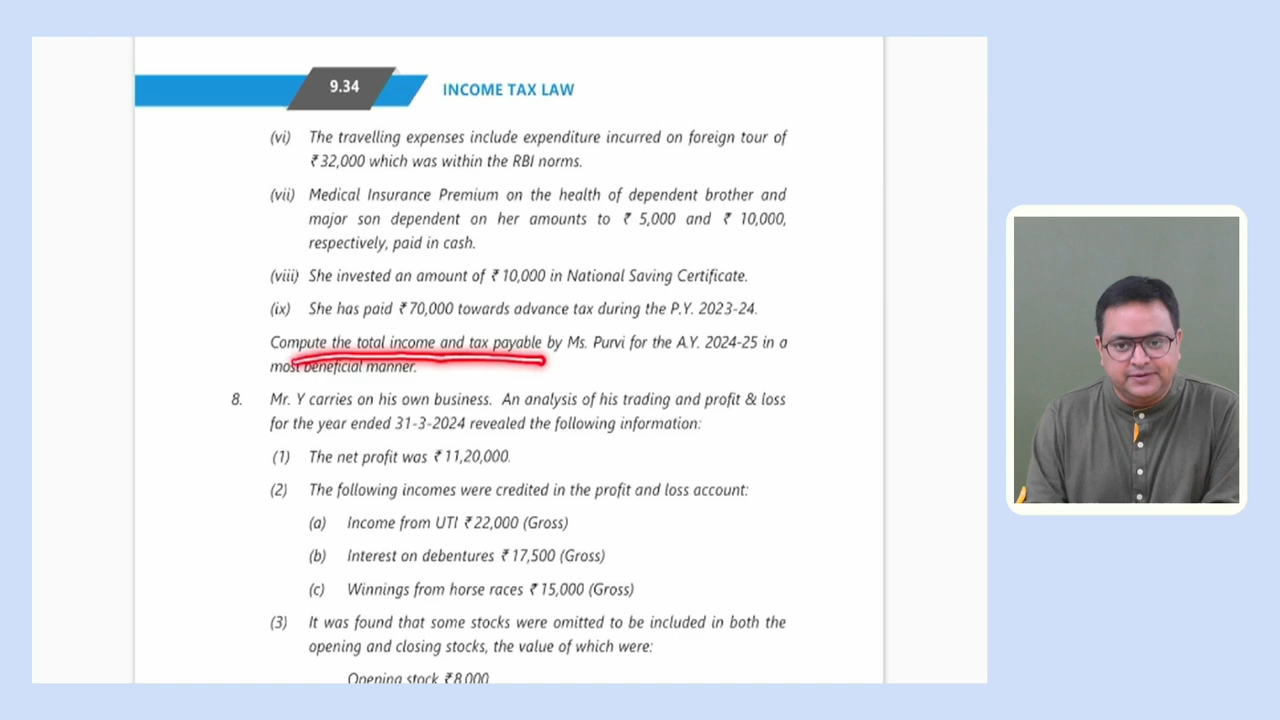 9.34
INCOME TAX LAW
(vi) The travelling expenses include expenditure incurred on foreign tour of
₹ 32,000 which was within the RBI norms.
(vii) Medical Insurance Premium on the health of dependent brother and
major son dependent on her amounts to ₹ 5,000 and ₹ 10,000,
respectively, paid in cash.
(viii) She invested an amount of ₹ 10,000 in National Saving Certificate.
(ix) She has paid ₹ 70,000 towards advance tax during the P.Y. 2023-24.
Compute the total income and tax payable by Ms. Purvi for the A.Y. 2024-25 in a
most beneficial manner.
8. Mr. Y carries on his own business. An analysis of his trading and profit & loss
for the year ended 31-3-2024 revealed the following information:
(1) The net profit was ₹ 11,20,000.
(2) The following incomes were credited in the profit and loss account:
(a) Income from UTI ₹ 22,000 (Gross)
(b) Interest on debentures ₹ 17,500 (Gross)
(c) Winnings from horse races ₹ 15,000 (Gross)
(3) It was found that some stocks were omitted to be included in both the
opening and closing stocks, the value of which were:
Opening stock ₹ 8,000